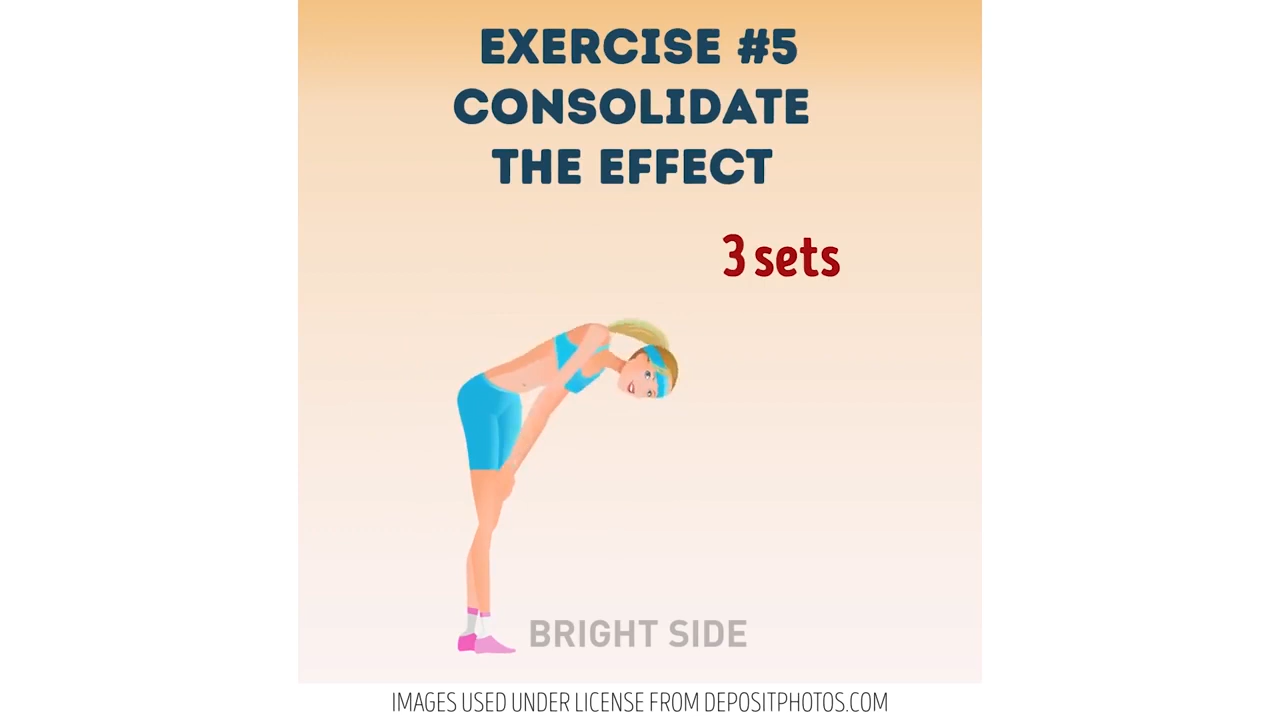 EXERCISE #5
CONSOLIDATE
THE EFFECT
3 sets
BRIGHT SIDE
IMAGES USED UNDER LICENSE FROM DEPOSITPHOTOS.COM